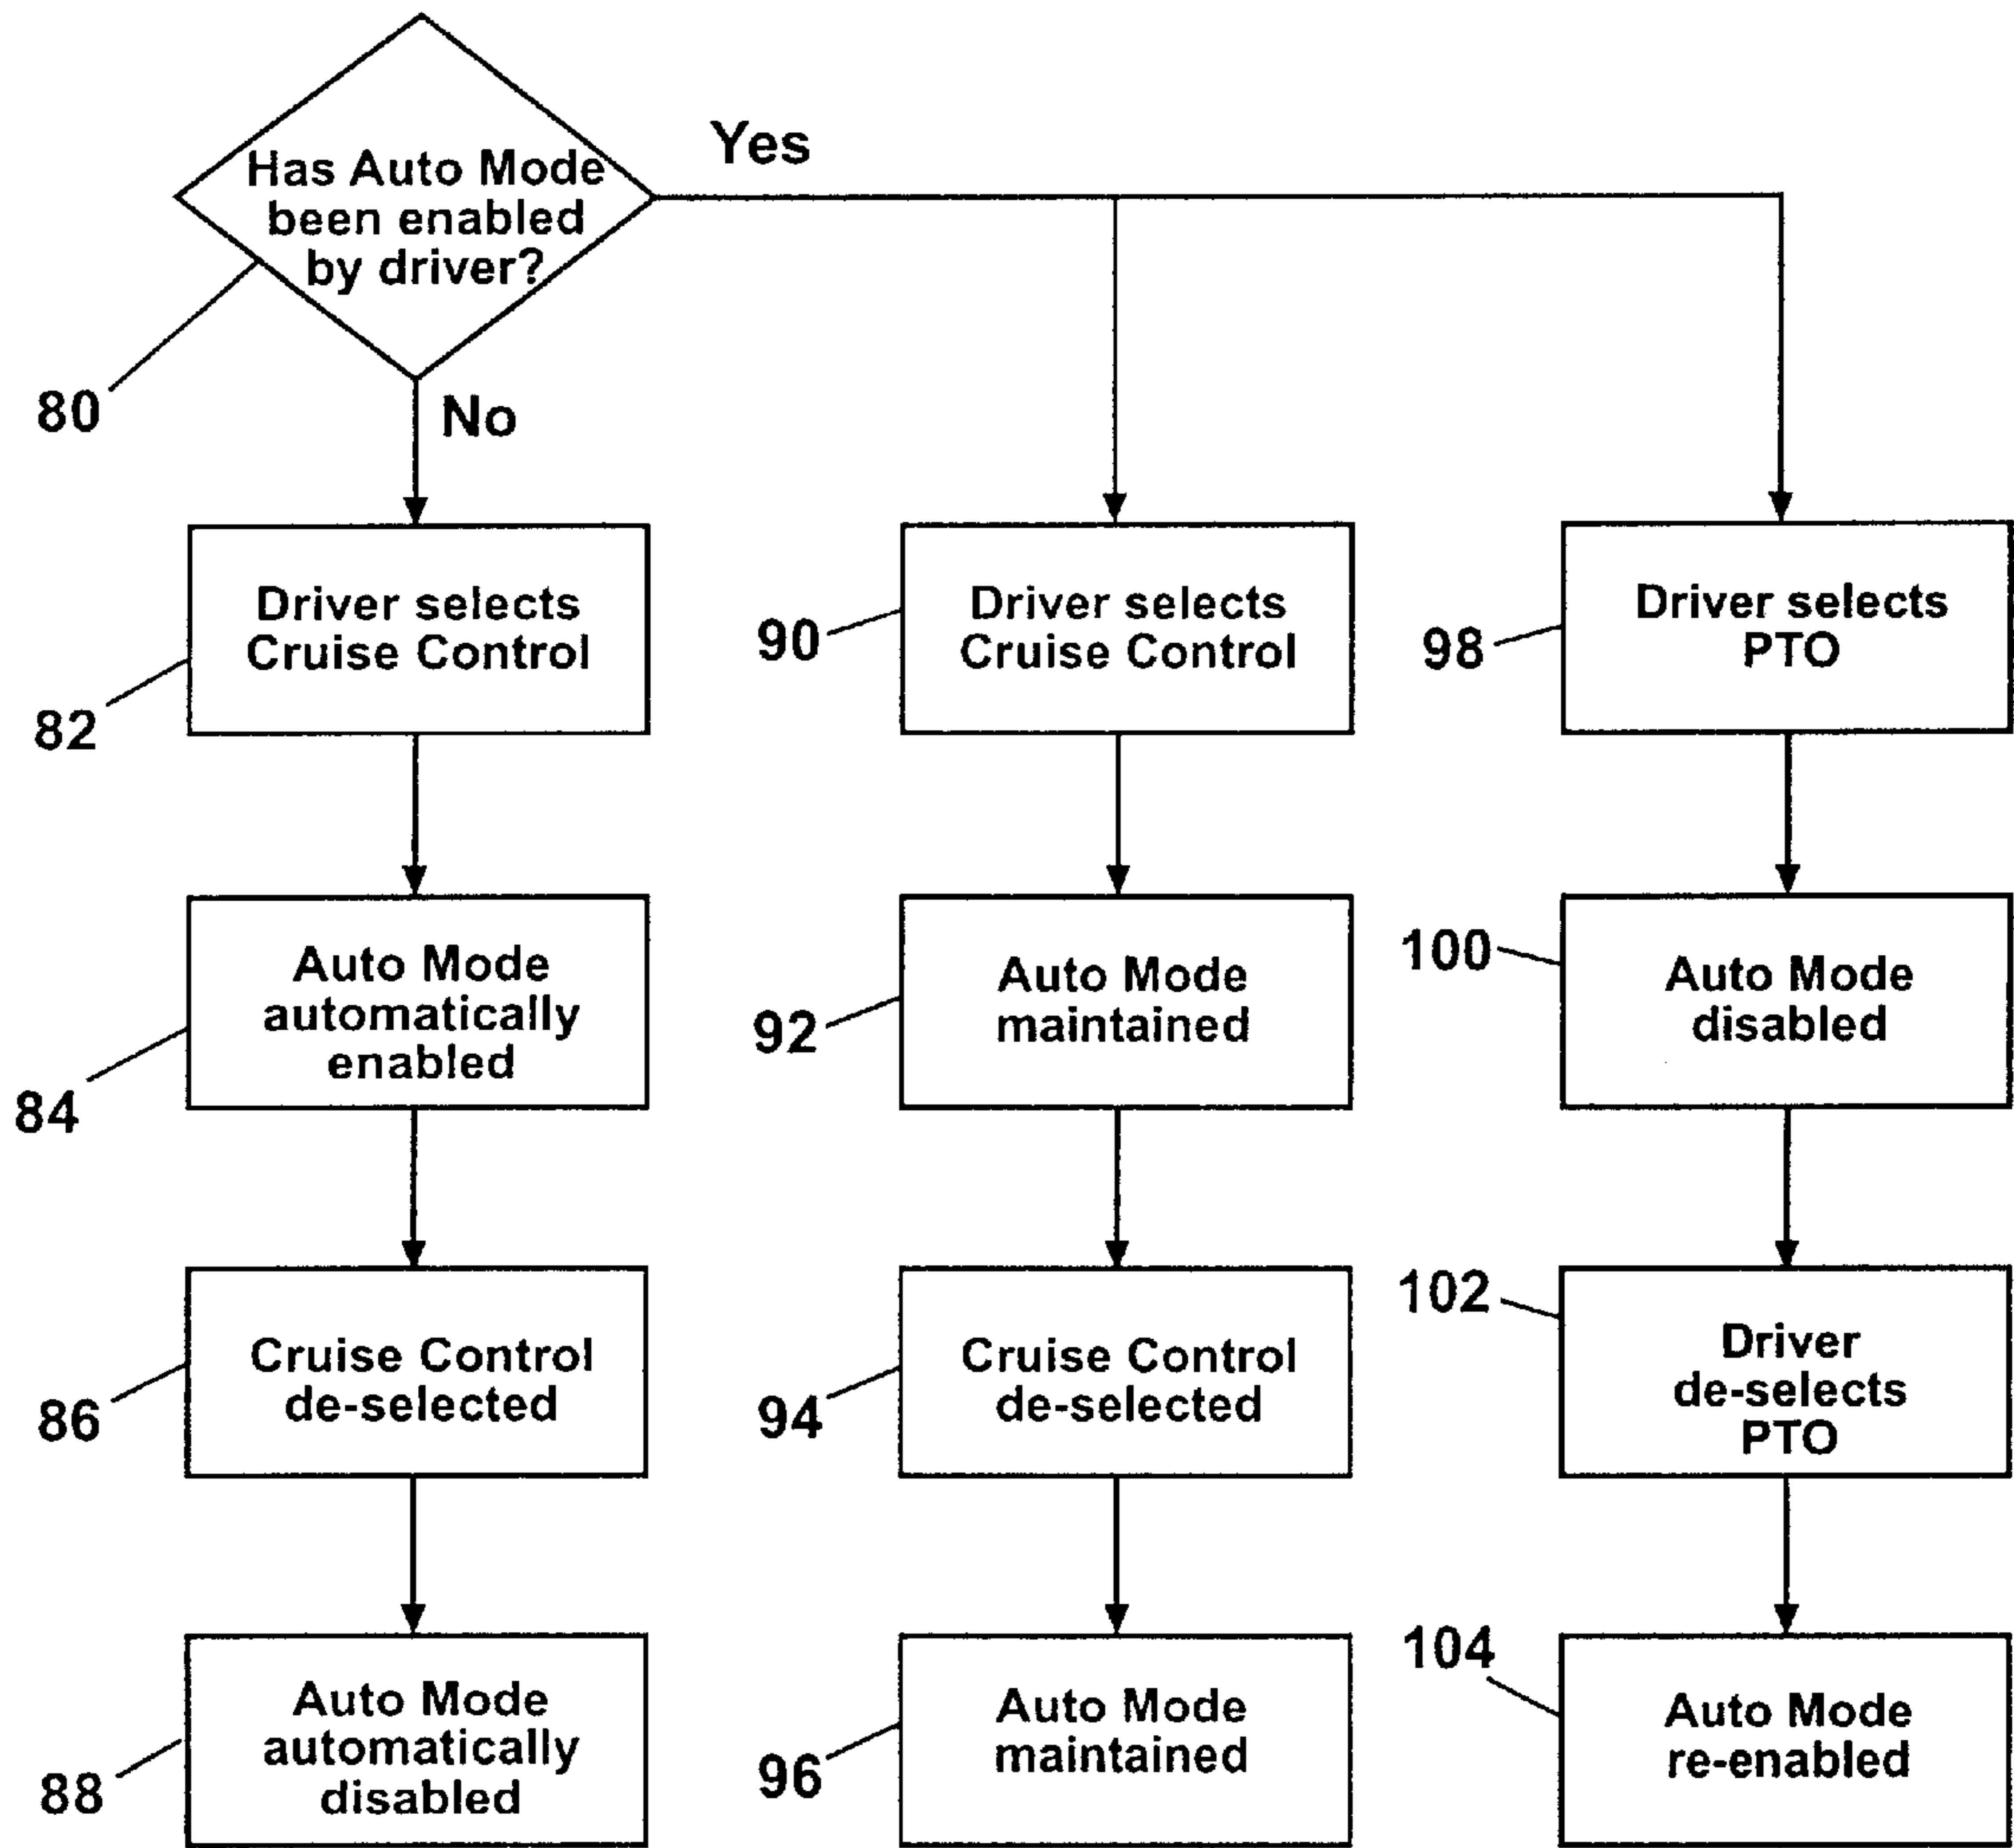 Has Auto Mode
been enabled
by driver?
Yes
80
No
Driver selects
Cruise Control
82
Auto Mode
automatically
enabled
84
Cruise Control
de-selected
86
Auto Mode
automatically
disabled
88
Driver selects
Cruise Control
90
Auto Mode
maintained
92
Cruise Control
de-selected
94
Auto Mode
maintained
96
Driver selects
PTO
98
Auto Mode
disabled
100
Driver
de-selects
PTO
102
Auto Mode
re-enabled
104